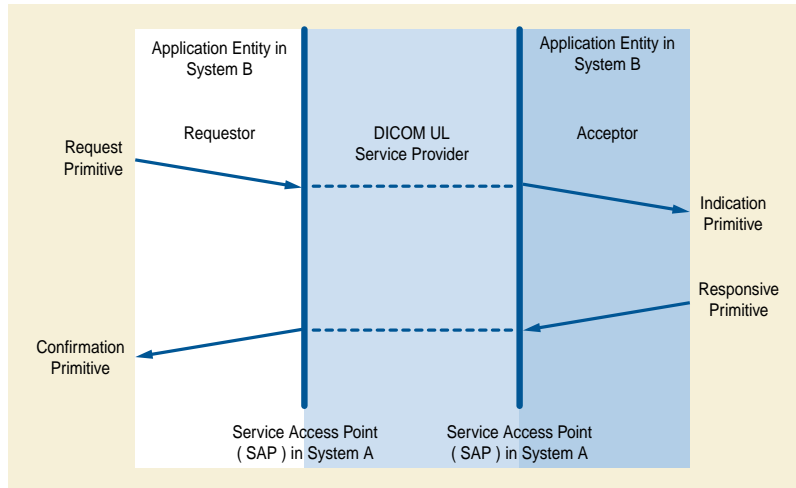 Application Entity in
System B
Application Entity in
System B
Requestor
DICOM UL
Service Provider
Acceptor
Request
Primitive
Indication
Primitive
Responsive
Primitive
Confirmation
Primitive
Service Access Point
( SAP ) in System A
Service Access Point
( SAP ) in System A